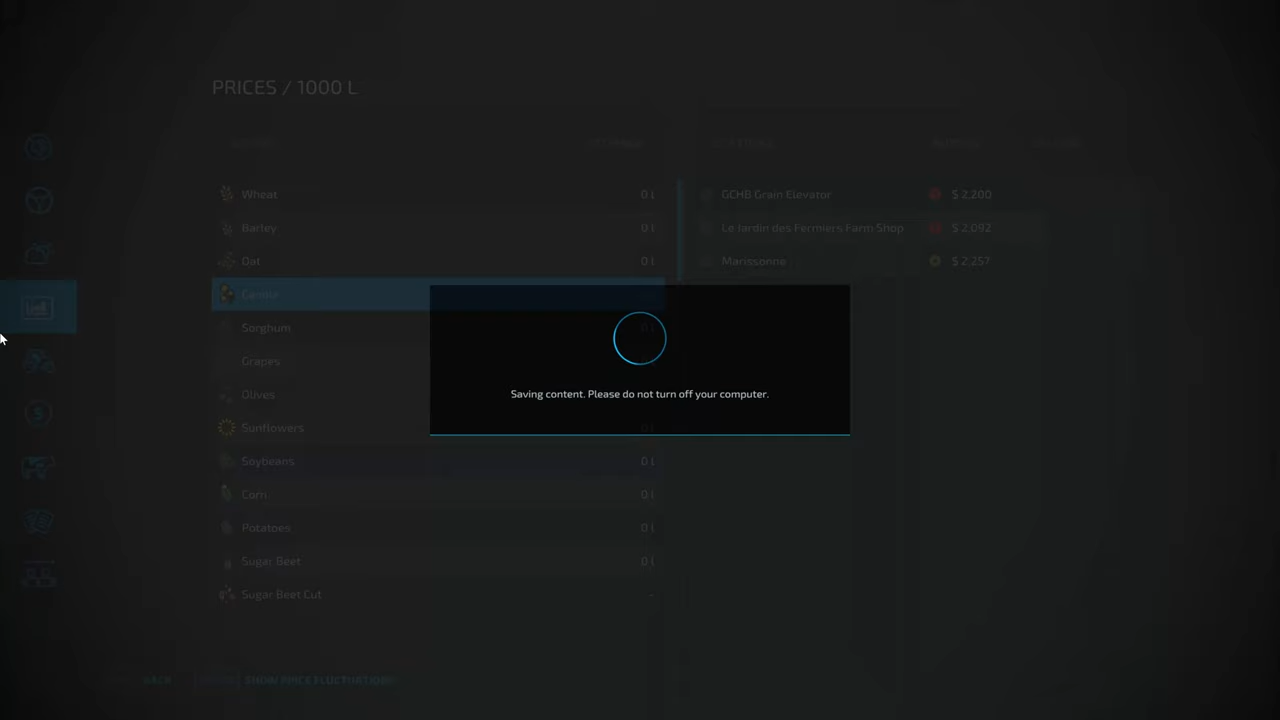 PRICES / 1000 L
Wheat 0 l
Barley 0 l
Oat 0 l
Canola
Sorghum 0 l
Grapes
Olives
Sunflowers 0 l
Soybeans 0 l
Corn 0 l
Potatoes 0 l
Sugar Beet 0 l
Sugar Beet Cut -
GCHB Grain Elevator $ 2,200
Le Jardin des Fermiers Farm Shop $ 2,092
Marissonne $ 2,257
Saving content. Please do not turn off your computer.
BACK
SHOW PRICE FLUCTUATIONS